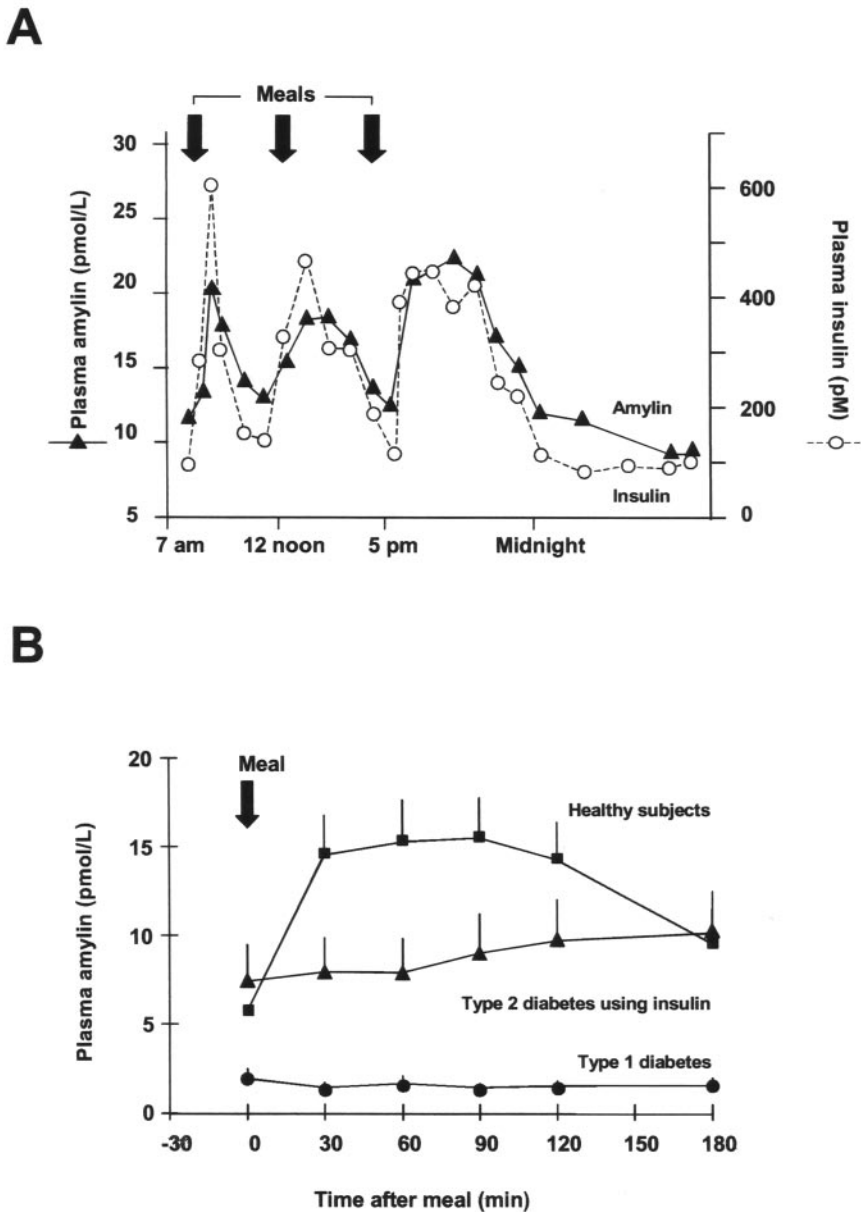 A
Meals
30
25
20
15
10
5
Plasma amylin (pmol/L)
600
400
200
0
Plasma insulin (pM)
Amylin
Insulin
7 am
12 noon
5 pm
Midnight
B
20
15
10
5
0
Plasma amylin (pmol/L)
Meal
Healthy subjects
Type 2 diabetes using insulin
Type 1 diabetes
-30
0
30
60
90
120
150
180
Time after meal (min)